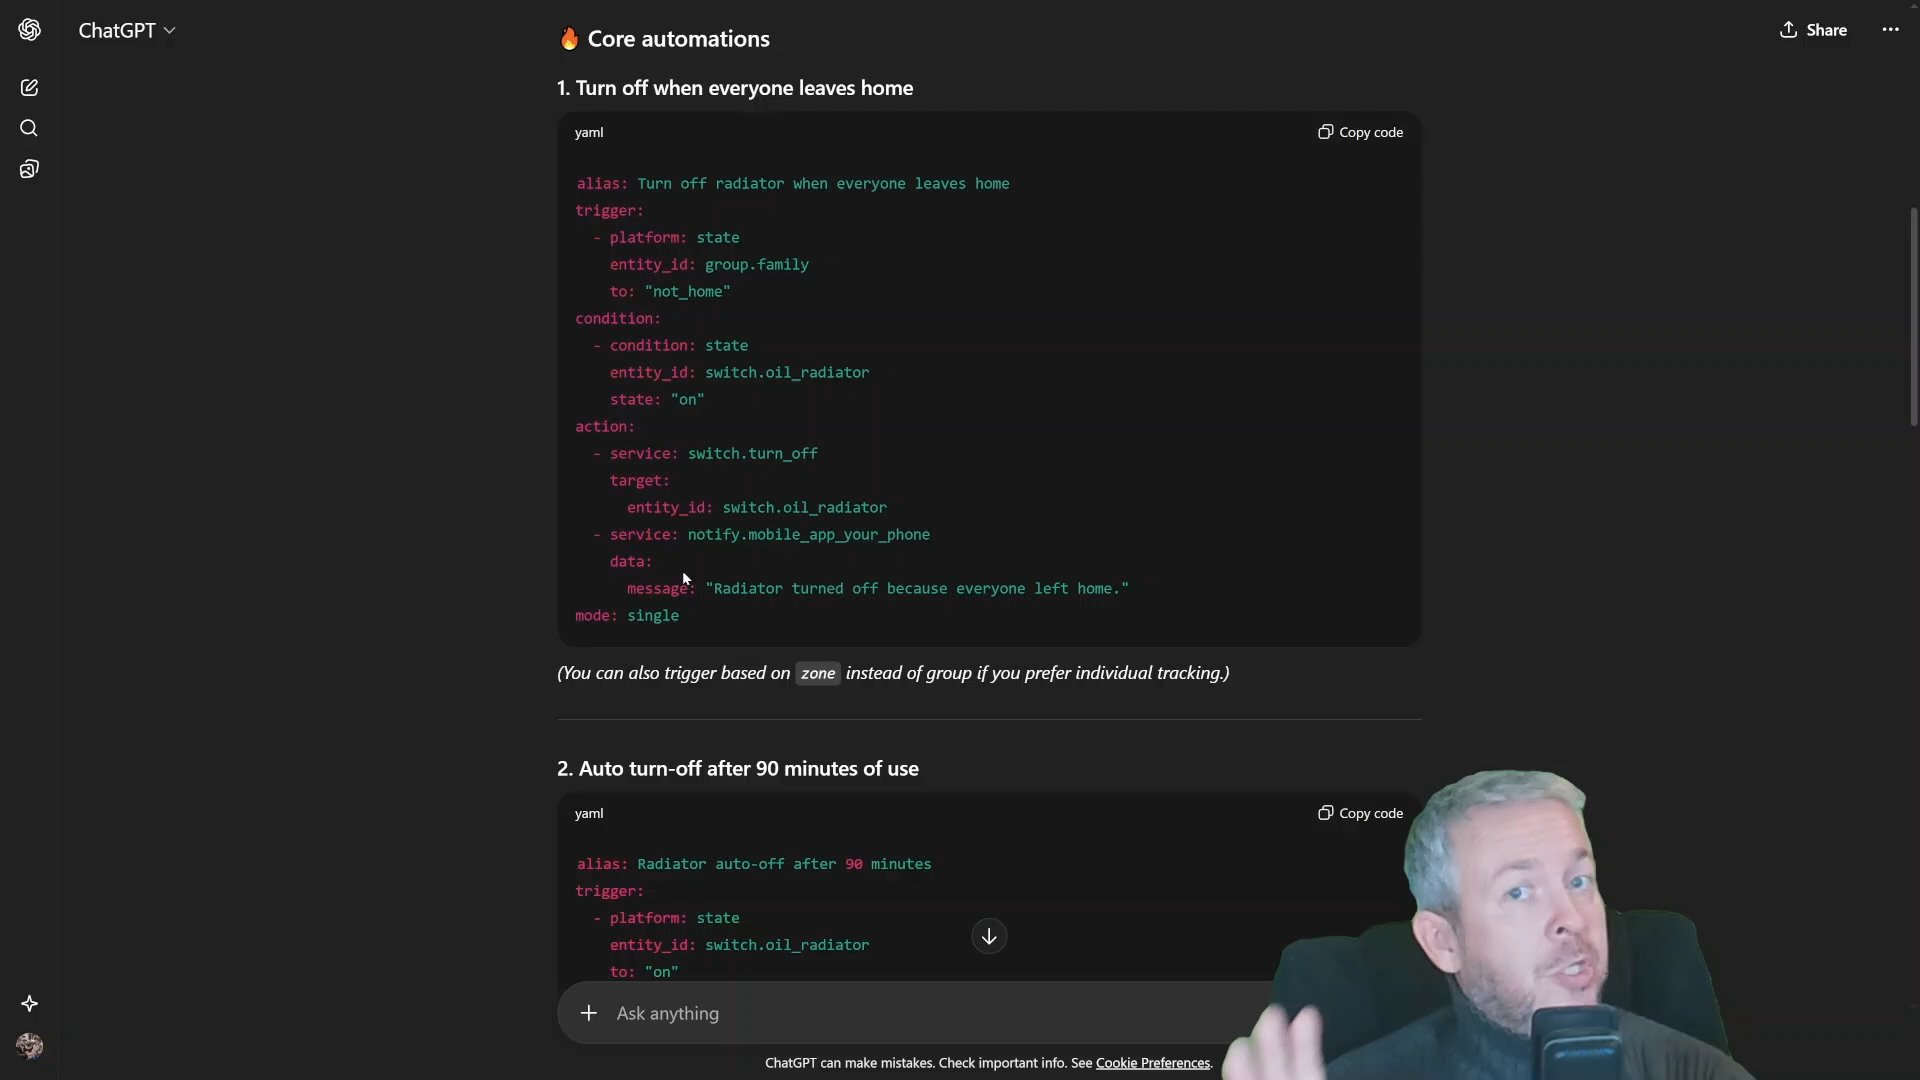 ChatGPT
Share
🔥 Core automations
1. Turn off when everyone leaves home
yaml
Copy code
alias: Turn off radiator when everyone leaves home
trigger:
  - platform: state
    entity_id: group.family
    to: "not_home"
condition:
  - condition: state
    entity_id: switch.oil_radiator
    state: "on"
action:
  - service: switch.turn_off
    target:
      entity_id: switch.oil_radiator
  - service: notify.mobile_app_your_phone
    data:
      message: "Radiator turned off because everyone left home."
mode: single
(You can also trigger based on zone instead of group if you prefer individual tracking.)
2. Auto turn-off after 90 minutes of use
yaml
Copy code
alias: Radiator auto-off after 90 minutes
trigger:
  - platform: state
    entity_id: switch.oil_radiator
    to: "on"
Ask anything
ChatGPT can make mistakes. Check important info. See Cookie Preferences.